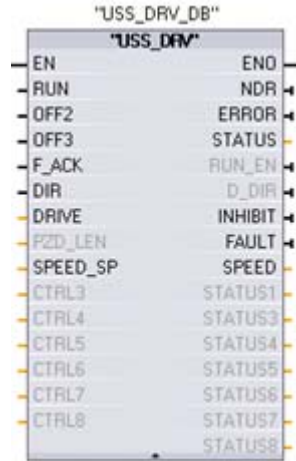 "USS_DRV_DB"
"USS_DRV"
EN ENO
RUN NDR
OFF2 ERROR
OFF3 STATUS
F_ACK RUN_EN
DIR D_DIR
DRIVE INHIBIT
PZD_LEN FAULT
SPEED_SP SPEED
CTRL3 STATUS1
CTRL4 STATUS3
CTRL5 STATUS4
CTRL6 STATUS5
CTRL7 STATUS6
CTRL8 STATUS7
STATUS8